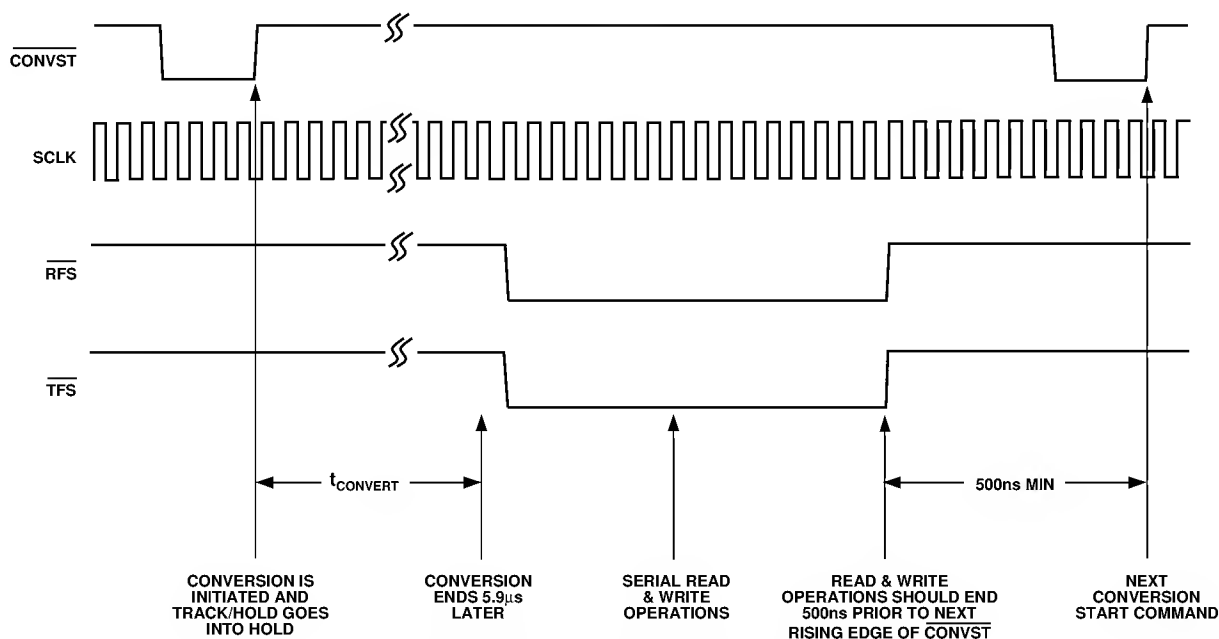 CONVST
SCLK
RFS
TFS
tCONVERT
500ns MIN
CONVERSION IS
INITIATED AND
TRACK/HOLD GOES
INTO HOLD
CONVERSION
ENDS 5.9μs
LATER
SERIAL READ
& WRITE
OPERATIONS
READ & WRITE
OPERATIONS SHOULD END
500ns PRIOR TO NEXT
RISING EDGE OF CONVST
NEXT
CONVERSION
START COMMAND